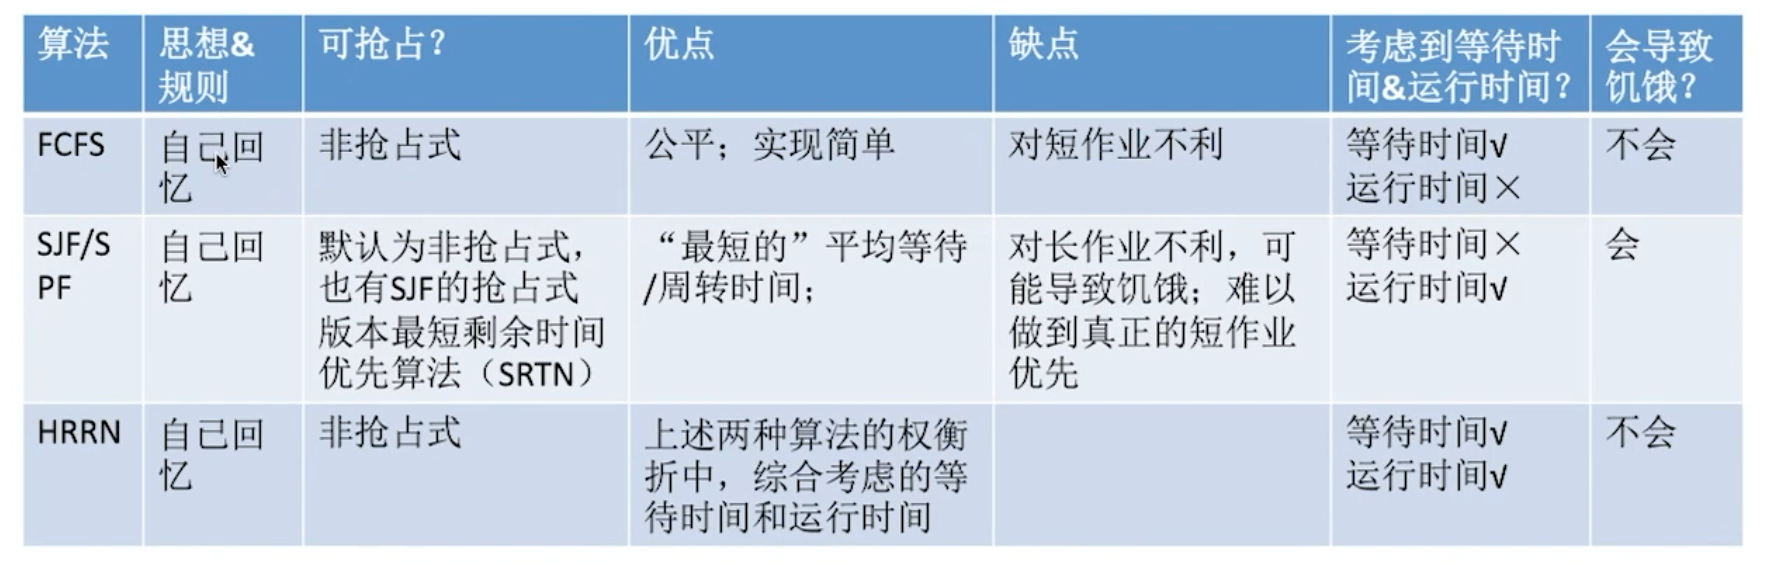 算法
思想&
规则
可抢占？
优点
缺点
考虑到等待时
间&运行时间？
会导致
饥饿？
FCFS
自己回
忆
非抢占式
公平；实现简单
对短作业不利
等待时间√
运行时间×
不会
SJF/S
PF
自己回
忆
默认为非抢占式，
也有SJF的抢占式
版本最短剩余时间
优先算法（SRTN）
“最短的”平均等待
/周转时间；
对长作业不利，可
能导致饥饿；难以
做到真正的短作业
优先
等待时间×
运行时间√
会
HRRN
自己回
忆
非抢占式
上述两种算法的权衡
折中，综合考虑的等
待时间和运行时间
等待时间√
运行时间√
不会